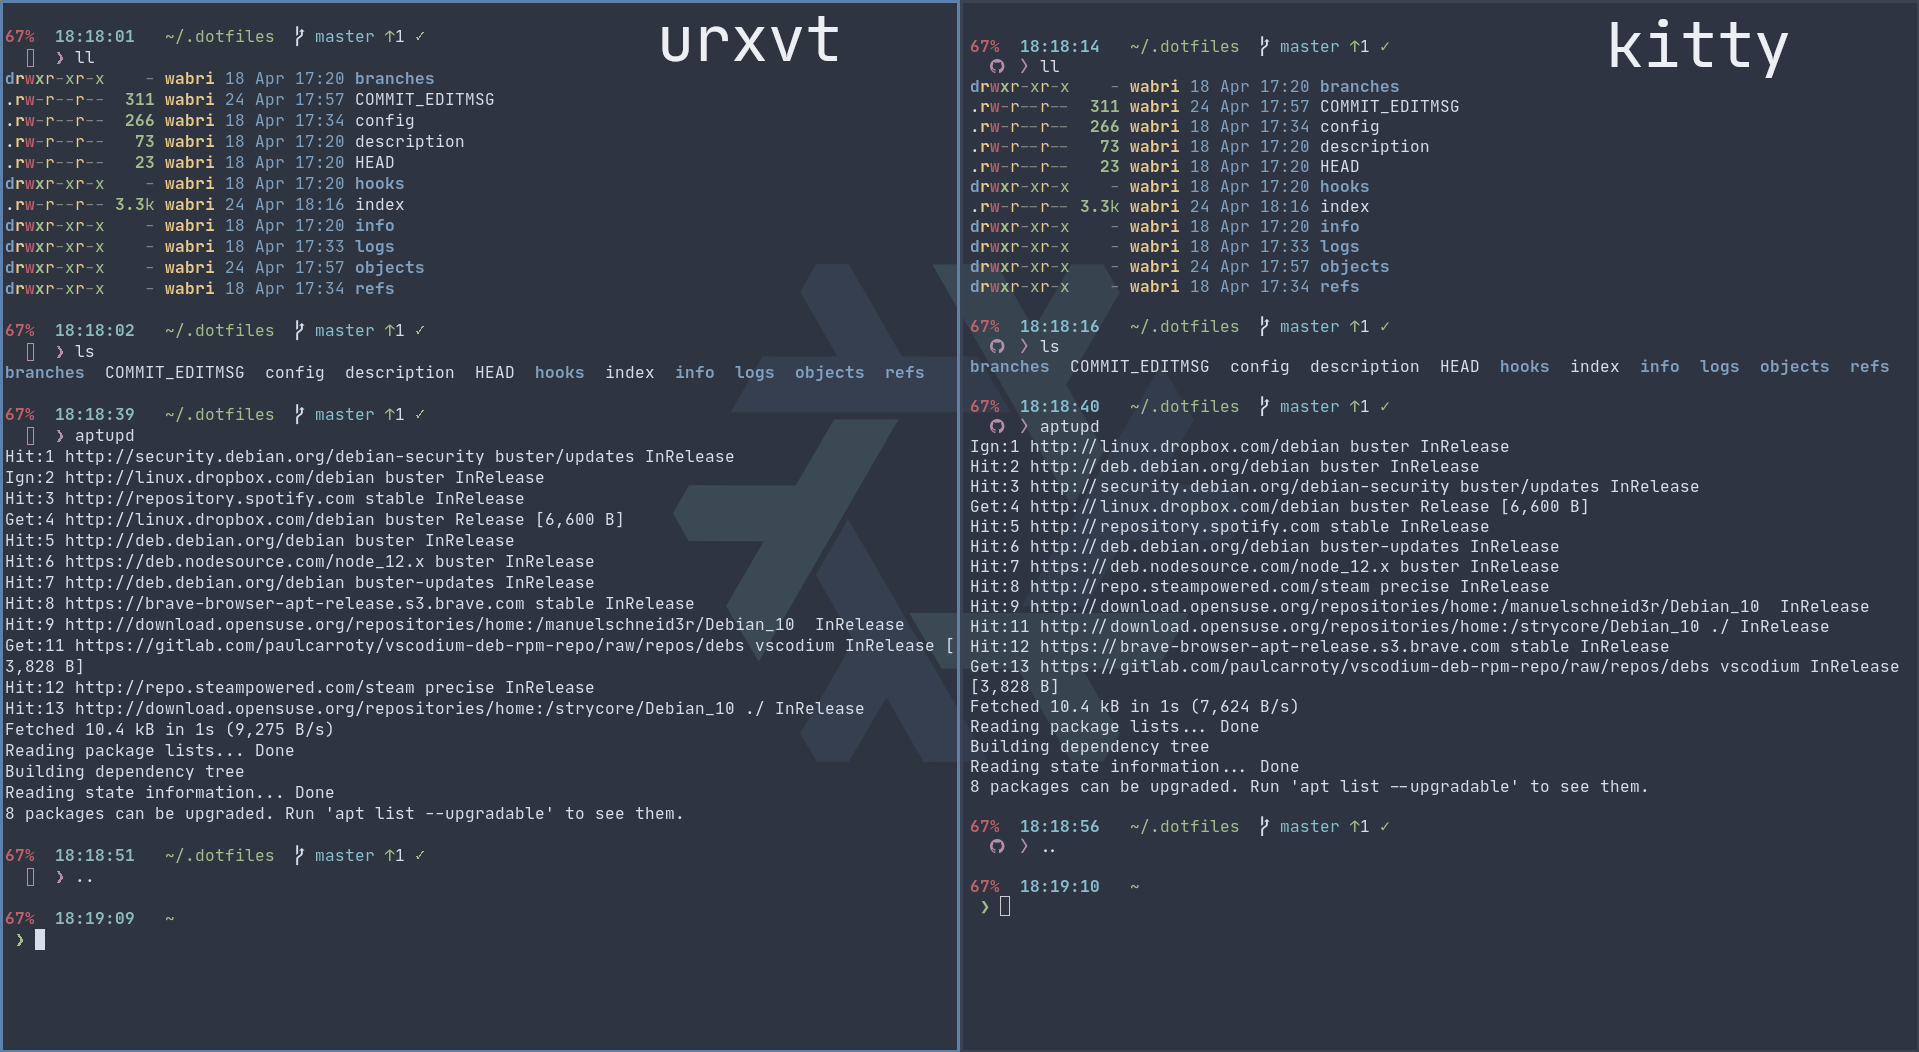 urxvt
67%  18:18:01   ~/.dotfiles  master ↑1 ✓
❯ ll
drwxr-xr-x    - wabri 18 Apr 17:20 branches
.rw-r--r--  311 wabri 24 Apr 17:57 COMMIT_EDITMSG
.rw-r--r--  266 wabri 18 Apr 17:34 config
.rw-r--r--   73 wabri 18 Apr 17:20 description
.rw-r--r--   23 wabri 18 Apr 17:20 HEAD
drwxr-xr-x    - wabri 18 Apr 17:20 hooks
.rw-r--r-- 3.3k wabri 24 Apr 18:16 index
drwxr-xr-x    - wabri 18 Apr 17:20 info
drwxr-xr-x    - wabri 18 Apr 17:33 logs
drwxr-xr-x    - wabri 24 Apr 17:57 objects
drwxr-xr-x    - wabri 18 Apr 17:34 refs
67%  18:18:02   ~/.dotfiles  master ↑1 ✓
❯ ls
branches  COMMIT_EDITMSG  config  description  HEAD  hooks  index  info  logs  objects  refs
67%  18:18:39   ~/.dotfiles  master ↑1 ✓
❯ aptupd
Hit:1 http://security.debian.org/debian-security buster/updates InRelease
Ign:2 http://linux.dropbox.com/debian buster InRelease
Hit:3 http://repository.spotify.com stable InRelease
Get:4 http://linux.dropbox.com/debian buster Release [6,600 B]
Hit:5 http://deb.debian.org/debian buster InRelease
Hit:6 https://deb.nodesource.com/node_12.x buster InRelease
Hit:7 http://deb.debian.org/debian buster-updates InRelease
Hit:8 https://brave-browser-apt-release.s3.brave.com stable InRelease
Hit:9 http://download.opensuse.org/repositories/home:/manuelschneid3r/Debian_10  InRelease
Get:11 https://gitlab.com/paulcarroty/vscodium-deb-rpm-repo/raw/repos/debs vscodium InRelease [
3,828 B]
Hit:12 http://repo.steampowered.com/steam precise InRelease
Hit:13 http://download.opensuse.org/repositories/home:/strycore/Debian_10 ./ InRelease
Fetched 10.4 kB in 1s (9,275 B/s)
Reading package lists... Done
Building dependency tree
Reading state information... Done
8 packages can be upgraded. Run 'apt list --upgradable' to see them.
67%  18:18:51   ~/.dotfiles  master ↑1 ✓
❯ ..
67%  18:19:09   ~
❯
kitty
67%  18:18:14   ~/.dotfiles  master ↑1 ✓
❯ ll
drwxr-xr-x    - wabri 18 Apr 17:20 branches
.rw-r--r--  311 wabri 24 Apr 17:57 COMMIT_EDITMSG
.rw-r--r--  266 wabri 18 Apr 17:34 config
.rw-r--r--   73 wabri 18 Apr 17:20 description
.rw-r--r--   23 wabri 18 Apr 17:20 HEAD
drwxr-xr-x    - wabri 18 Apr 17:20 hooks
.rw-r--r-- 3.3k wabri 24 Apr 18:16 index
drwxr-xr-x    - wabri 18 Apr 17:20 info
drwxr-xr-x    - wabri 18 Apr 17:33 logs
drwxr-xr-x    - wabri 24 Apr 17:57 objects
drwxr-xr-x    - wabri 18 Apr 17:34 refs
67%  18:18:16   ~/.dotfiles  master ↑1 ✓
❯ ls
branches  COMMIT_EDITMSG  config  description  HEAD  hooks  index  info  logs  objects  refs
67%  18:18:40   ~/.dotfiles  master ↑1 ✓
❯ aptupd
Ign:1 http://linux.dropbox.com/debian buster InRelease
Hit:2 http://deb.debian.org/debian buster InRelease
Hit:3 http://security.debian.org/debian-security buster/updates InRelease
Get:4 http://linux.dropbox.com/debian buster Release [6,600 B]
Hit:5 http://repository.spotify.com stable InRelease
Hit:6 http://deb.debian.org/debian buster-updates InRelease
Hit:7 https://deb.nodesource.com/node_12.x buster InRelease
Hit:8 http://repo.steampowered.com/steam precise InRelease
Hit:9 http://download.opensuse.org/repositories/home:/manuelschneid3r/Debian_10  InRelease
Hit:11 http://download.opensuse.org/repositories/home:/strycore/Debian_10 ./ InRelease
Hit:12 https://brave-browser-apt-release.s3.brave.com stable InRelease
Get:13 https://gitlab.com/paulcarroty/vscodium-deb-rpm-repo/raw/repos/debs vscodium InRelease
[3,828 B]
Fetched 10.4 kB in 1s (7,624 B/s)
Reading package lists... Done
Building dependency tree
Reading state information... Done
8 packages can be upgraded. Run 'apt list --upgradable' to see them.
67%  18:18:56   ~/.dotfiles  master ↑1 ✓
❯ ..
67%  18:19:10   ~
❯